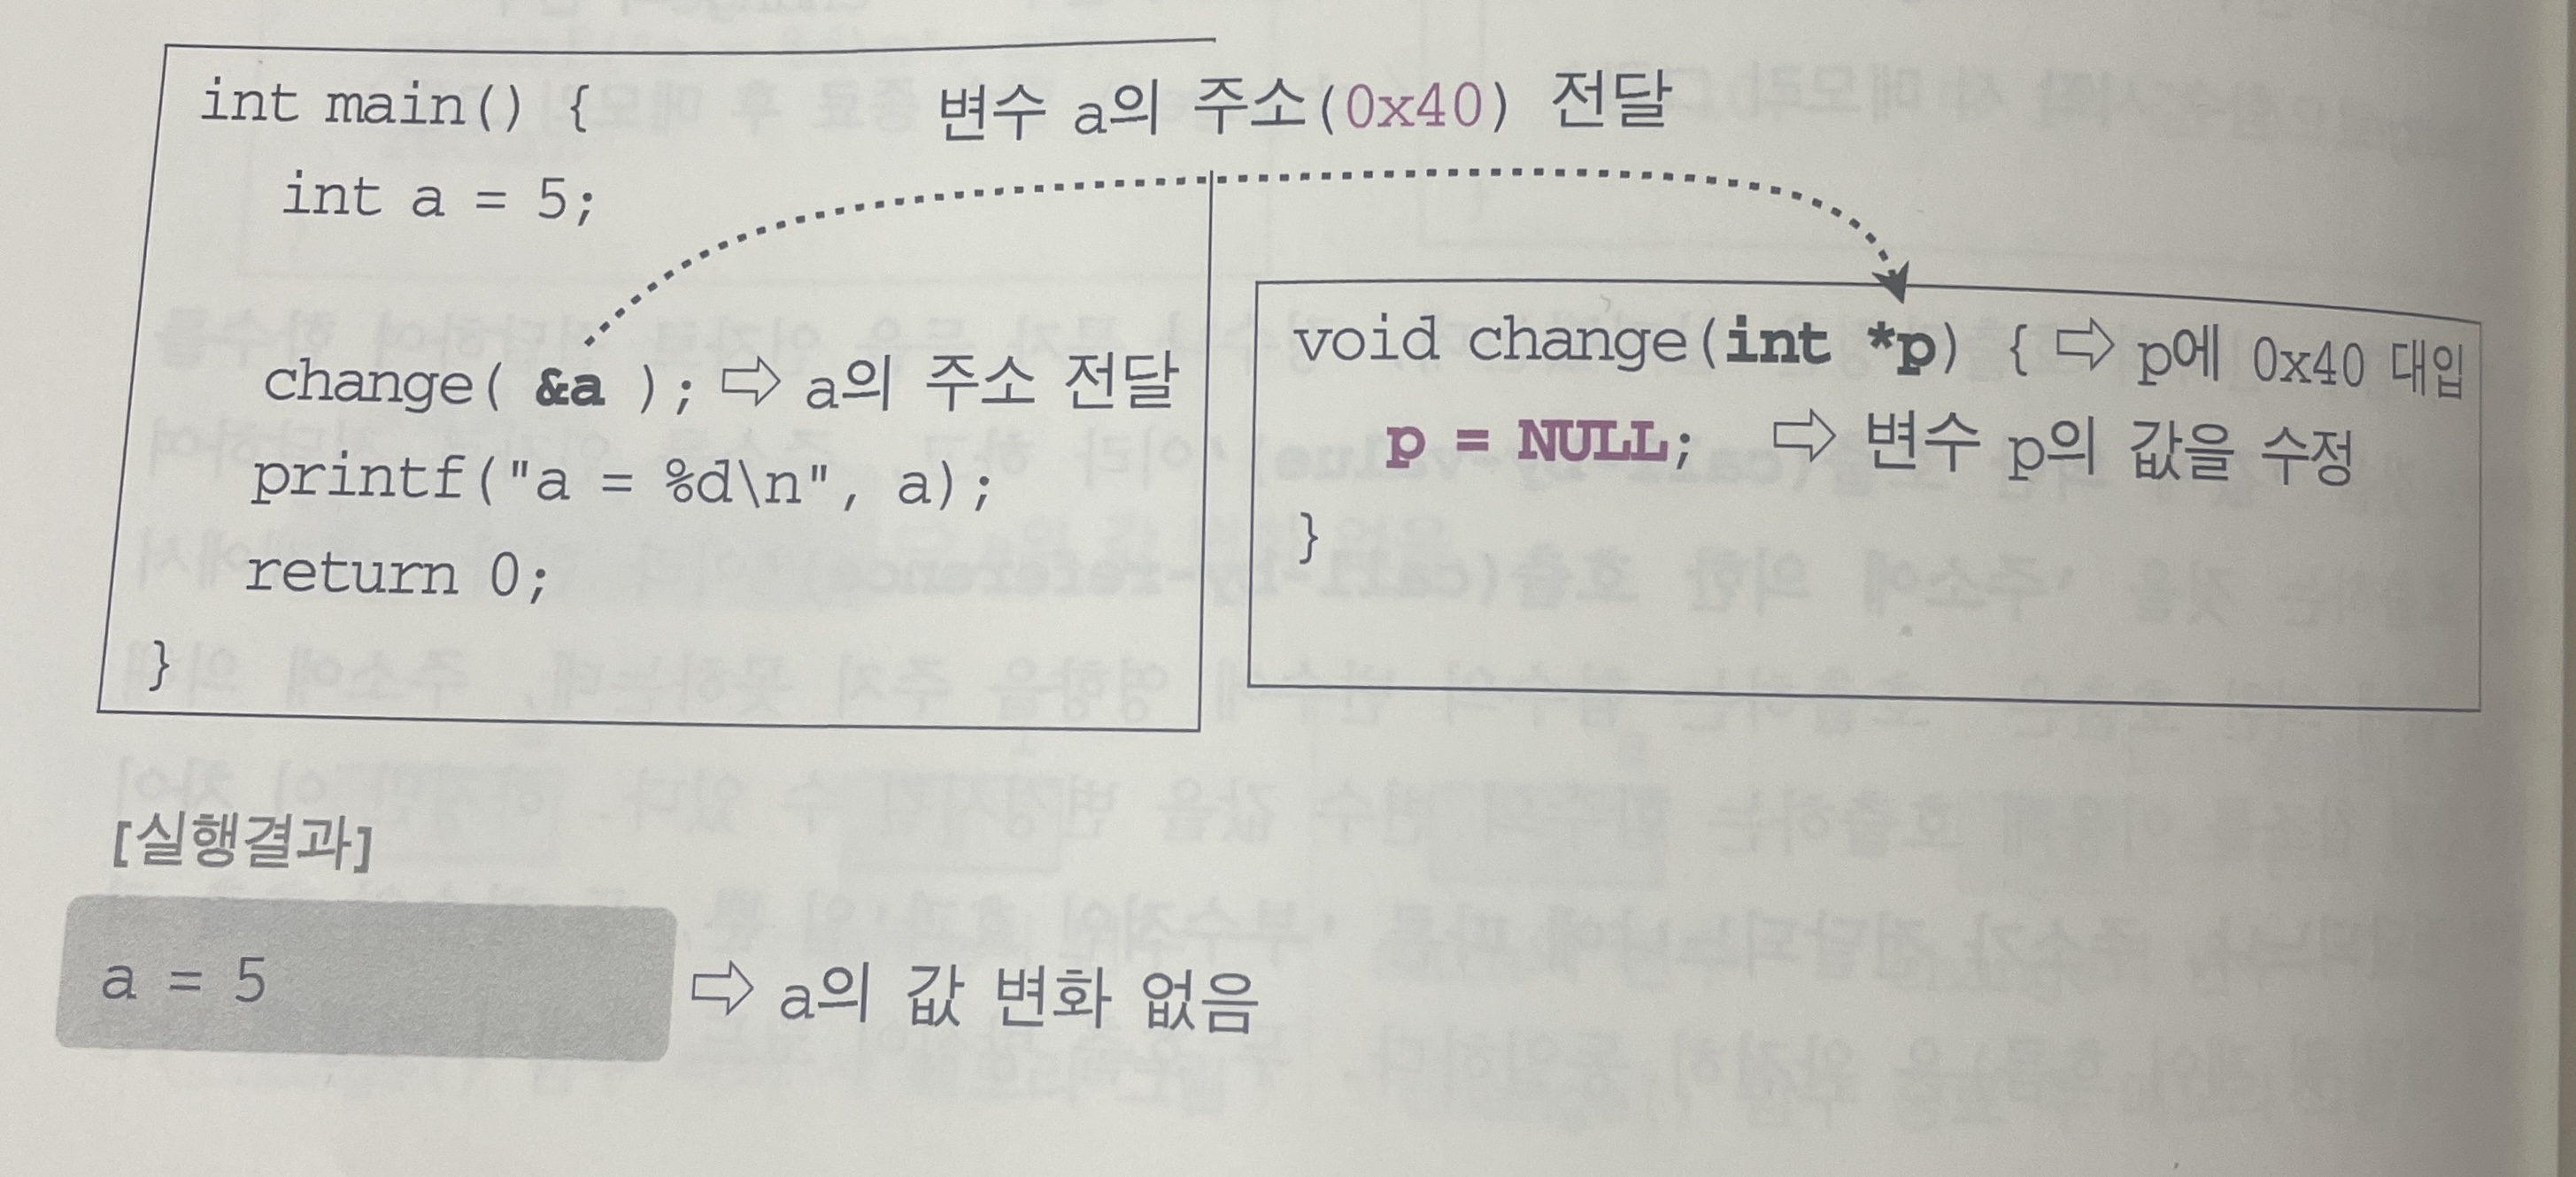 int main() {
변수 a의 주소(0x40) 전달
int a = 5;
change( &a ); ⇨ a의 주소 전달
printf("a = %d\n", a);
return 0;
}
void change(int *p) { ⇨ p에 0x40 대입
p = NULL; ⇨ 변수 p의 값을 수정
}
[실행결과]
a = 5 ⇨ a의 값 변화 없음